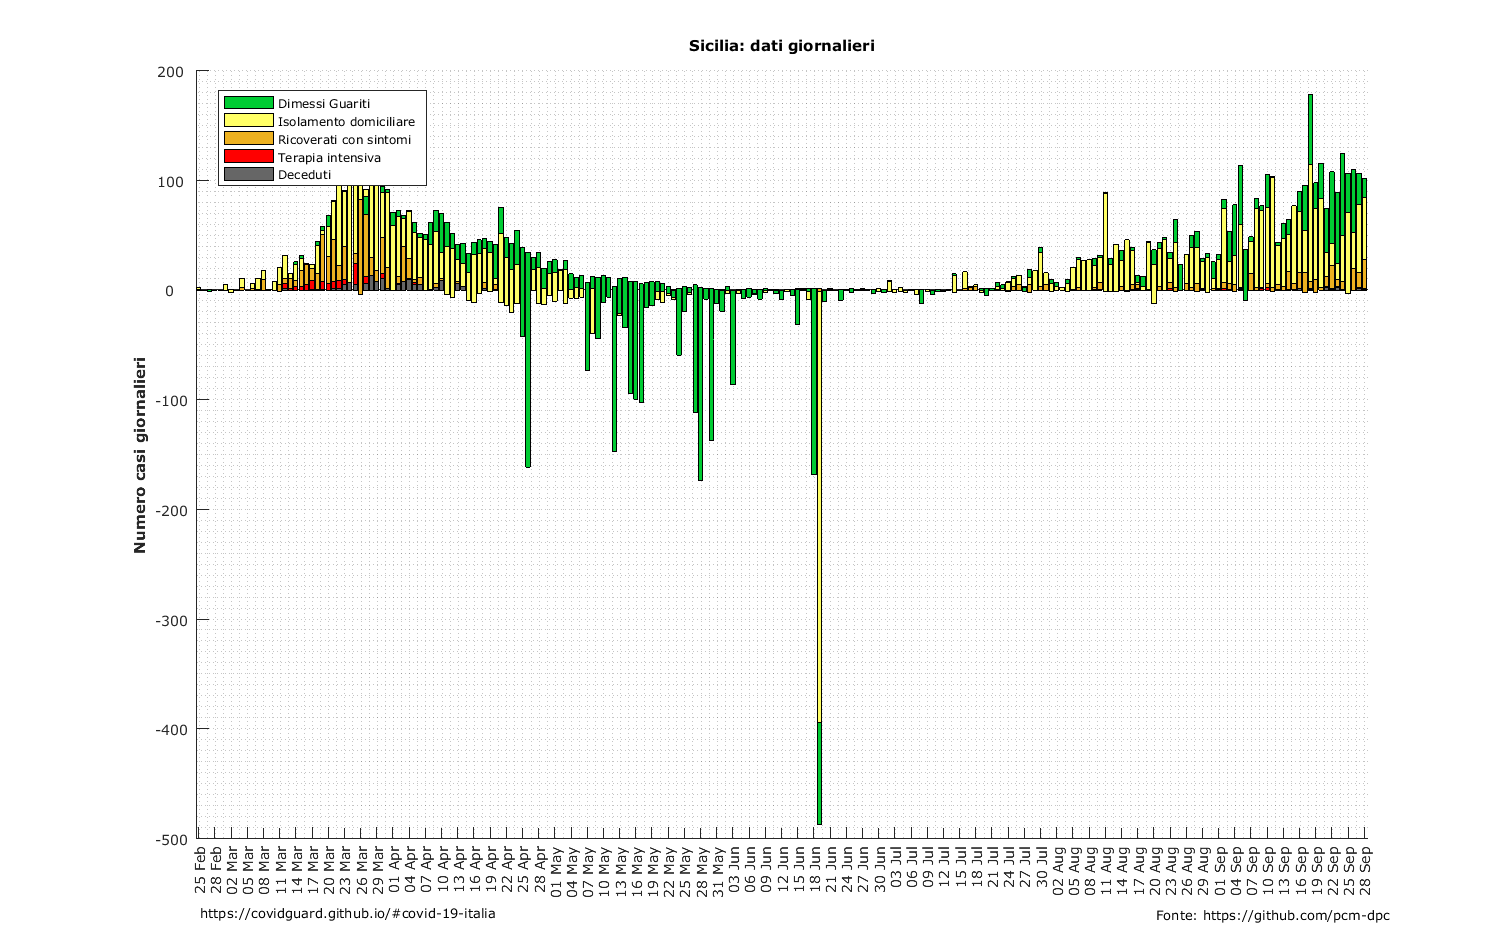 Sicilia: dati giornalieri
200
100
0
-100
-200
-300
-400
-500
Numero casi giornalieri
Dimessi Guariti
Isolamento domiciliare
Ricoverati con sintomi
Terapia intensiva
Deceduti
25 Feb
28 Feb
02 Mar
05 Mar
08 Mar
11 Mar
14 Mar
17 Mar
20 Mar
23 Mar
26 Mar
29 Mar
01 Apr
04 Apr
07 Apr
10 Apr
13 Apr
16 Apr
19 Apr
22 Apr
25 Apr
28 Apr
01 May
04 May
07 May
10 May
13 May
16 May
19 May
22 May
25 May
28 May
31 May
03 Jun
06 Jun
09 Jun
12 Jun
15 Jun
18 Jun
21 Jun
24 Jun
27 Jun
30 Jun
03 Jul
06 Jul
09 Jul
12 Jul
15 Jul
18 Jul
21 Jul
24 Jul
27 Jul
30 Jul
02 Aug
05 Aug
08 Aug
11 Aug
14 Aug
17 Aug
20 Aug
23 Aug
26 Aug
29 Aug
01 Sep
04 Sep
07 Sep
10 Sep
13 Sep
16 Sep
19 Sep
22 Sep
25 Sep
28 Sep
https://covidguard.github.io/#covid-19-italia
Fonte: https://github.com/pcm-dpc